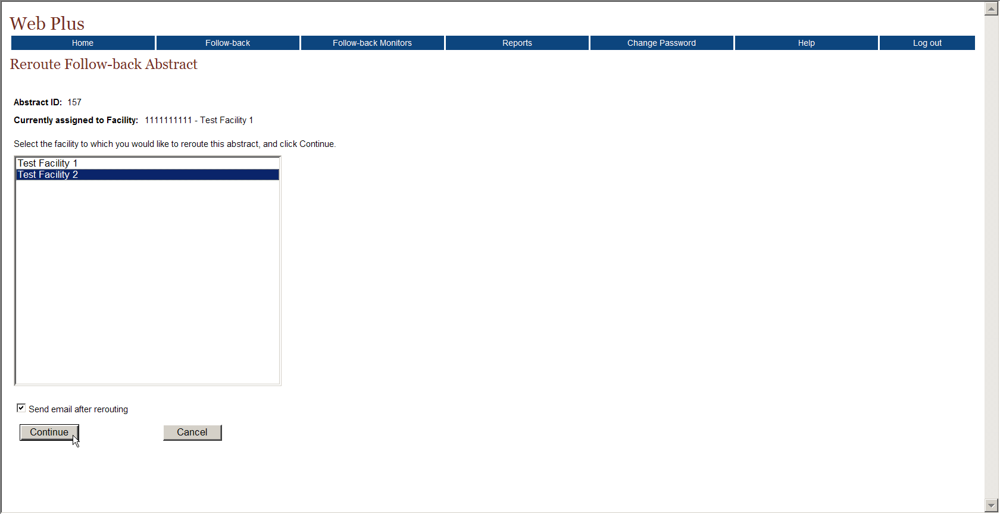 Web Plus
Home Follow-back Follow-back Monitors Reports Change Password Help Log out
Reroute Follow-back Abstract
Abstract ID: 157
Currently assigned to Facility: 1111111111 - Test Facility 1
Select the facility to which you would like to reroute this abstract, and click Continue.
Test Facility 1
Test Facility 2
Send email after rerouting
Continue Cancel